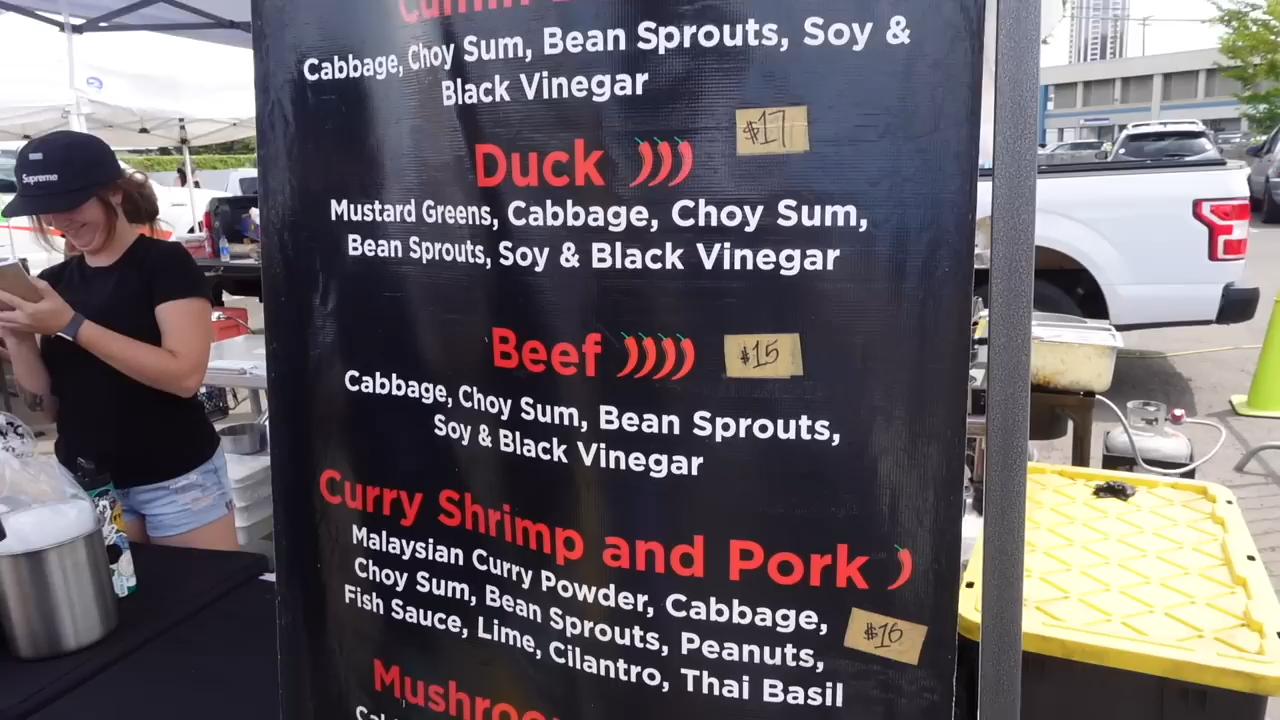 Cumin
Cabbage, Choy Sum, Bean Sprouts, Soy &
Black Vinegar
$17
Duck
Mustard Greens, Cabbage, Choy Sum,
Bean Sprouts, Soy & Black Vinegar
Beef
$15
Cabbage, Choy Sum, Bean Sprouts,
Soy & Black Vinegar
Curry Shrimp and Pork
Malaysian Curry Powder, Cabbage,
Choy Sum, Bean Sprouts, Peanuts,
Fish Sauce, Lime, Cilantro, Thai Basil
$16
Supreme